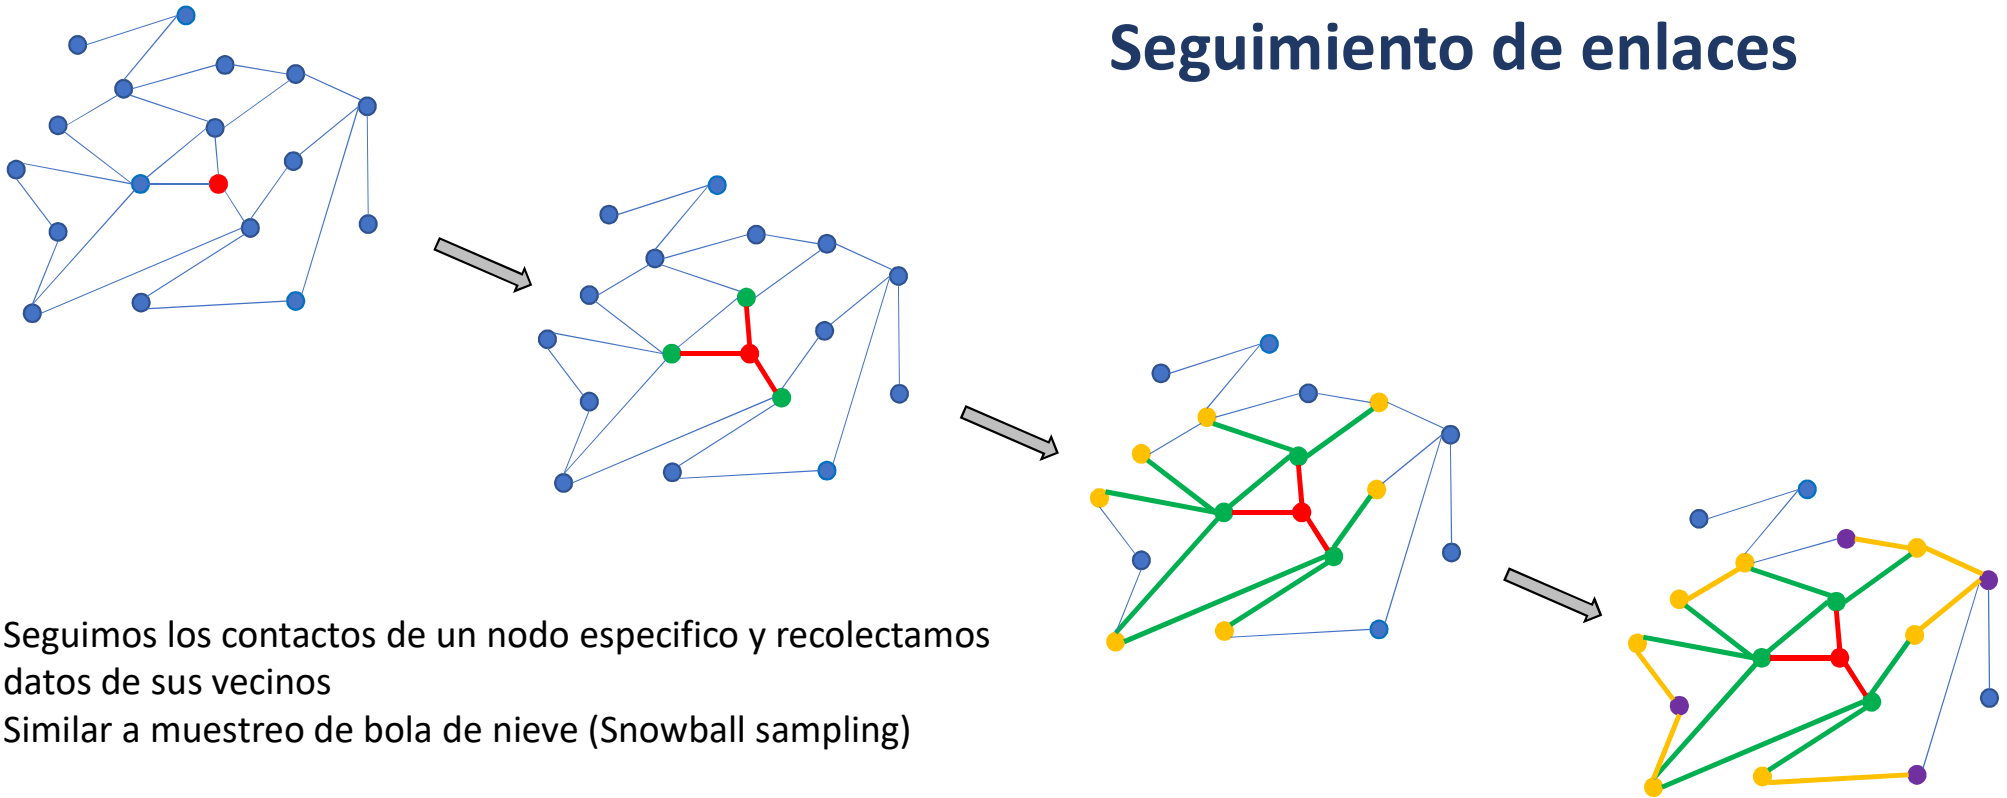 Seguimiento de enlaces
Seguimos los contactos de un nodo especifico y recolectamos
datos de sus vecinos
Similar a muestreo de bola de nieve (Snowball sampling)